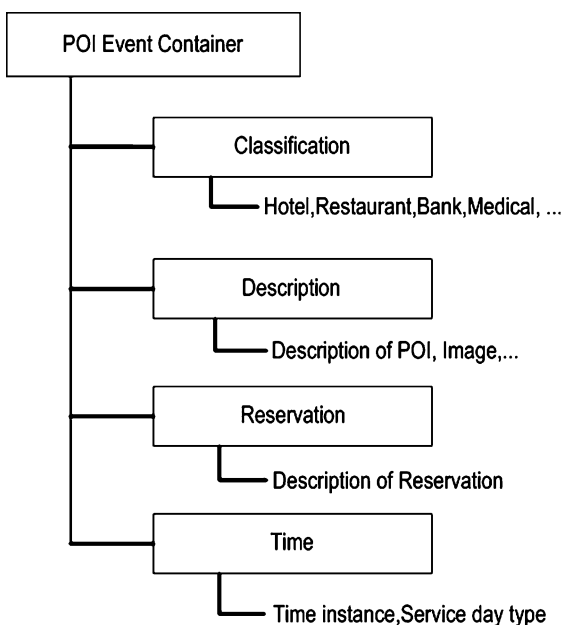 POI Event Container
Classification
Hotel,Restaurant,Bank,Medical, ...
Description
Description of POI, Image,...
Reservation
Description of Reservation
Time
Time instance,Service day type